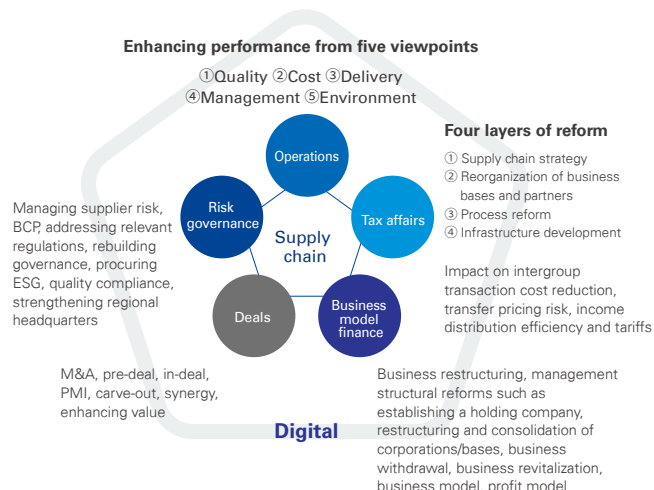 Enhancing performance from five viewpoints
①Quality ②Cost ③Delivery
④Management ⑤Environment
Operations
Four layers of reform
① Supply chain strategy
② Reorganization of business
bases and partners
③ Process reform
④ Infrastructure development
Tax affairs
Impact on intergroup
transaction cost reduction,
transfer pricing risk, income
distribution efficiency and tariffs
Risk
governance
Managing supplier risk,
BCP, addressing relevant
regulations, rebuilding
governance, procuring
ESG, quality compliance,
strengthening regional
headquarters
Supply
chain
Deals
M&A, pre-deal, in-deal,
PMI, carve-out, synergy,
enhancing value
Business
model
finance
Business restructuring, management
structural reforms such as
establishing a holding company,
restructuring and consolidation of
corporations/bases, business
withdrawal, business revitalization,
business model, profit model
Digital